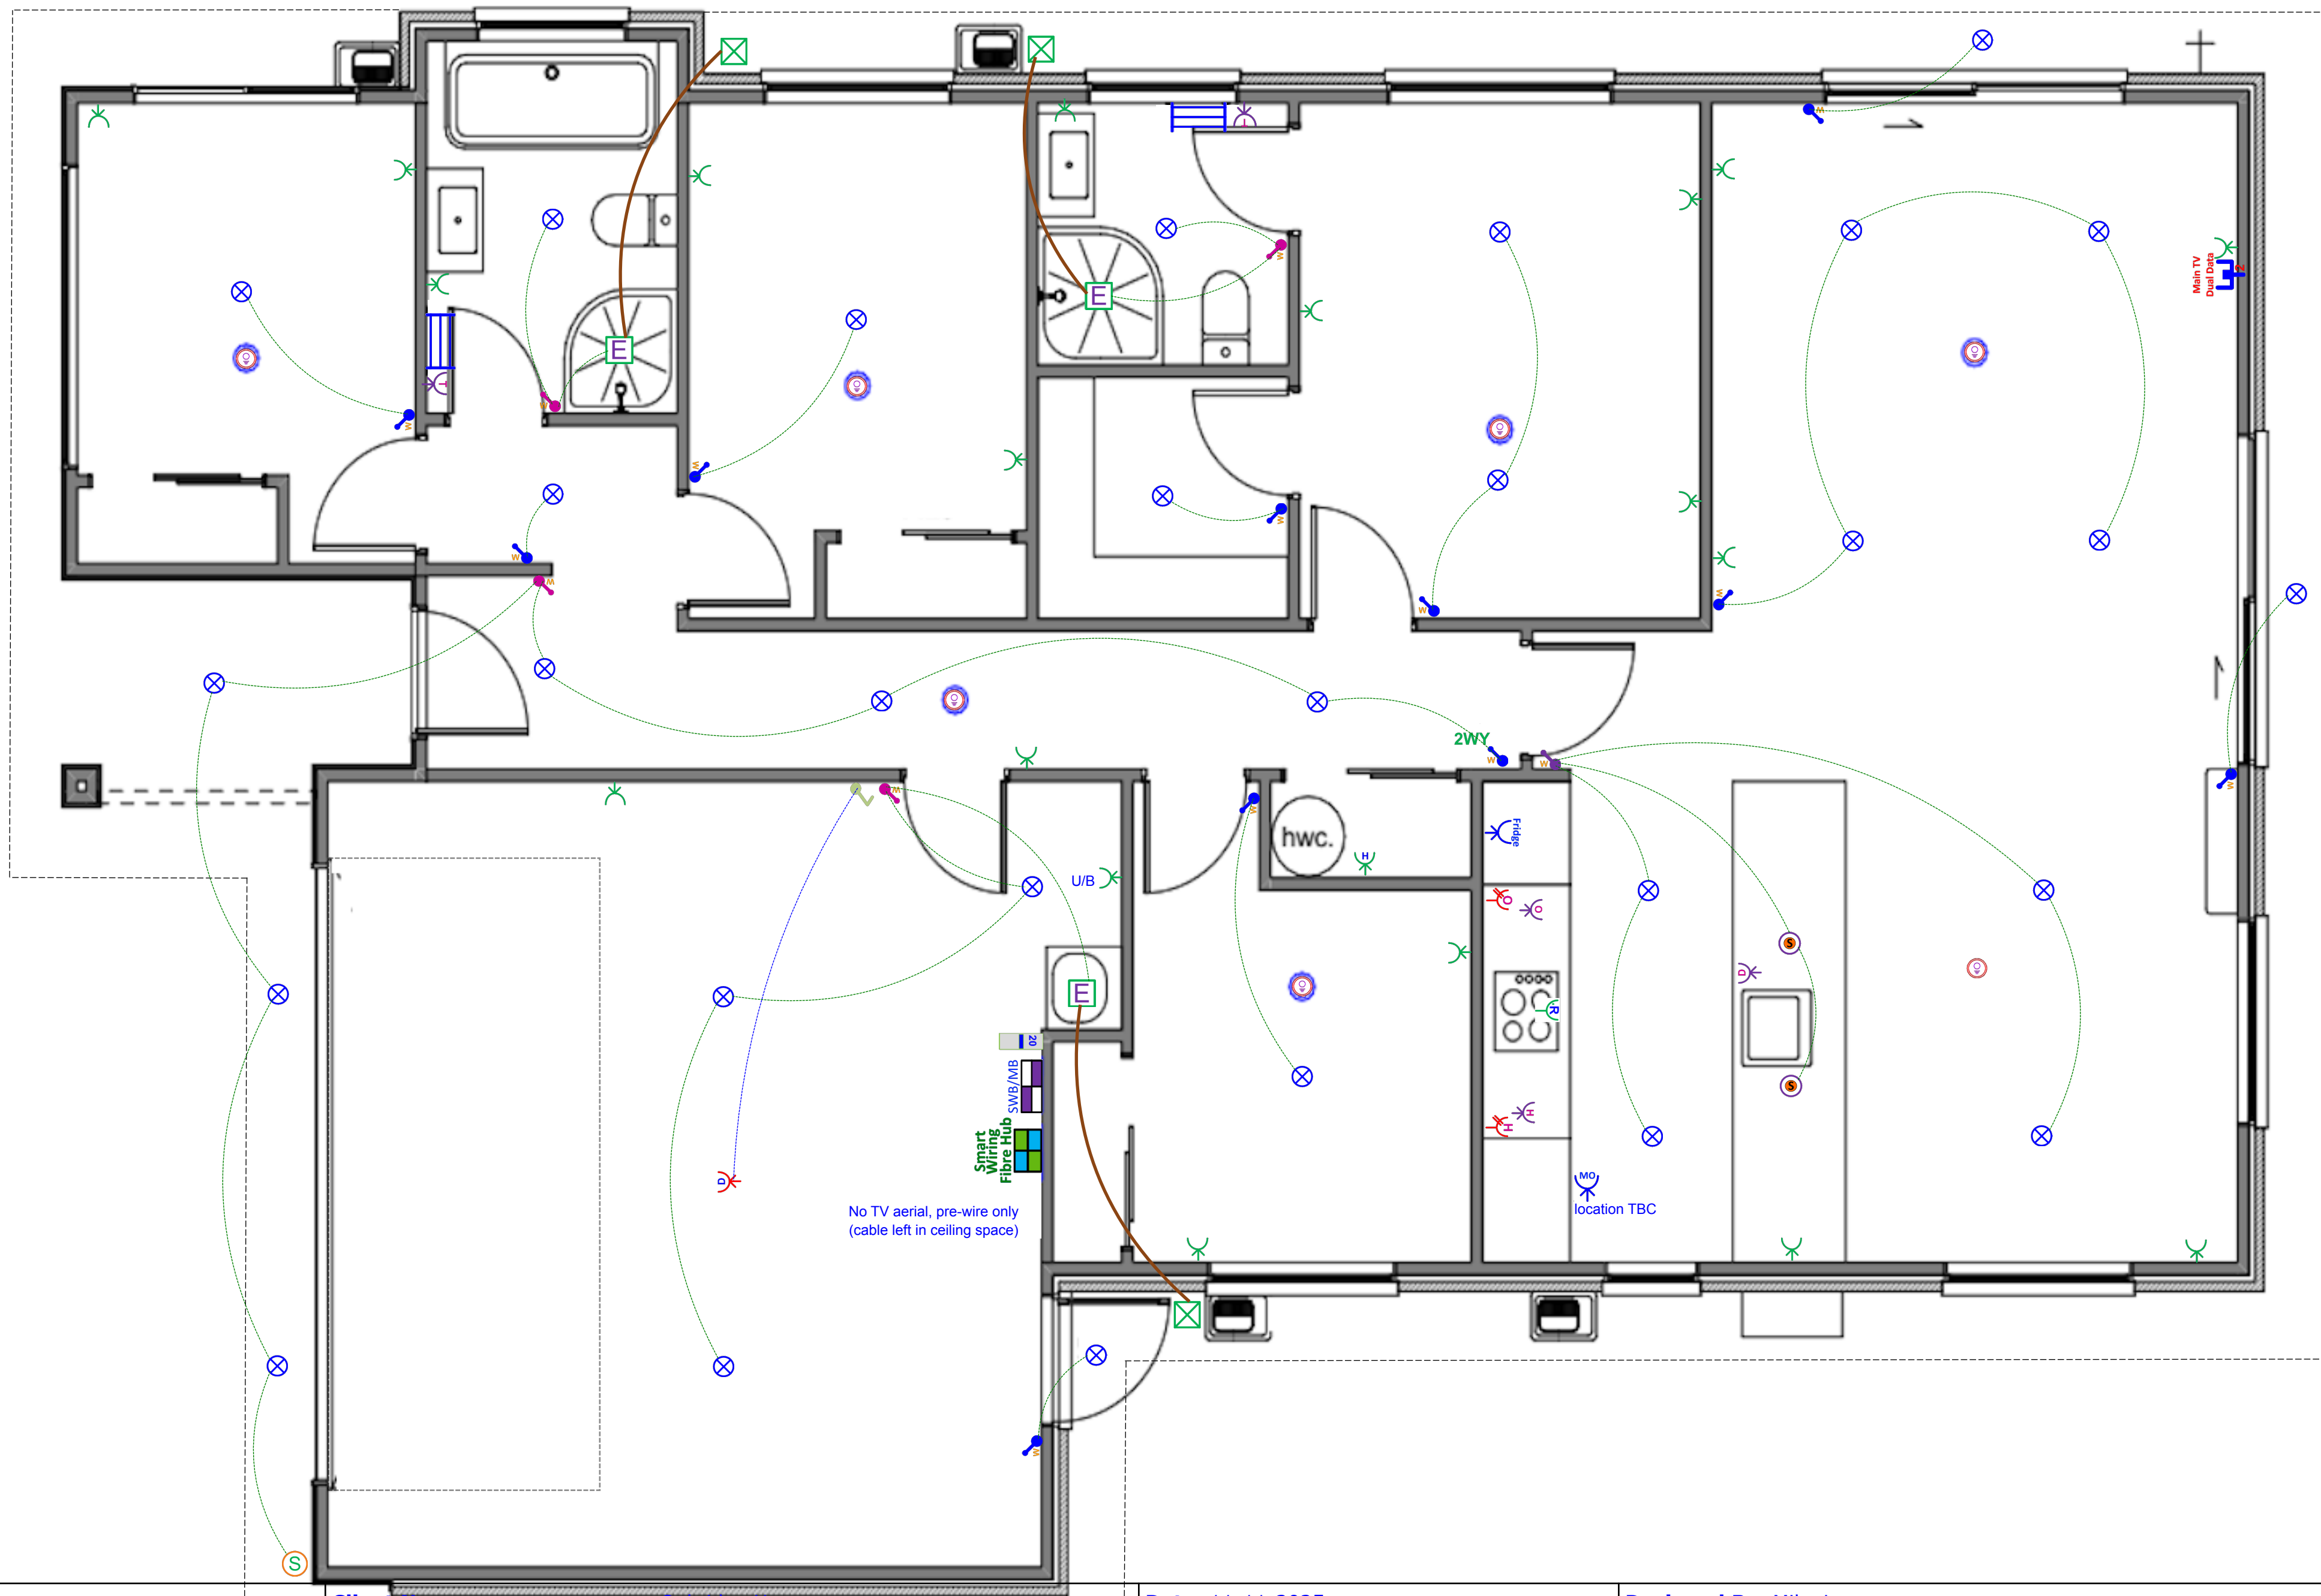 Main TV
Dual Data
2
E
E
2WY
hwc.
H
Fridge
U/B
O
O
R
D
S
S
E
20
SWB/MB
Smart
Wiring
Fibre Hub
D
H
H
MO
location TBC
No TV aerial, pre-wire only
(cable left in ceiling space)
S